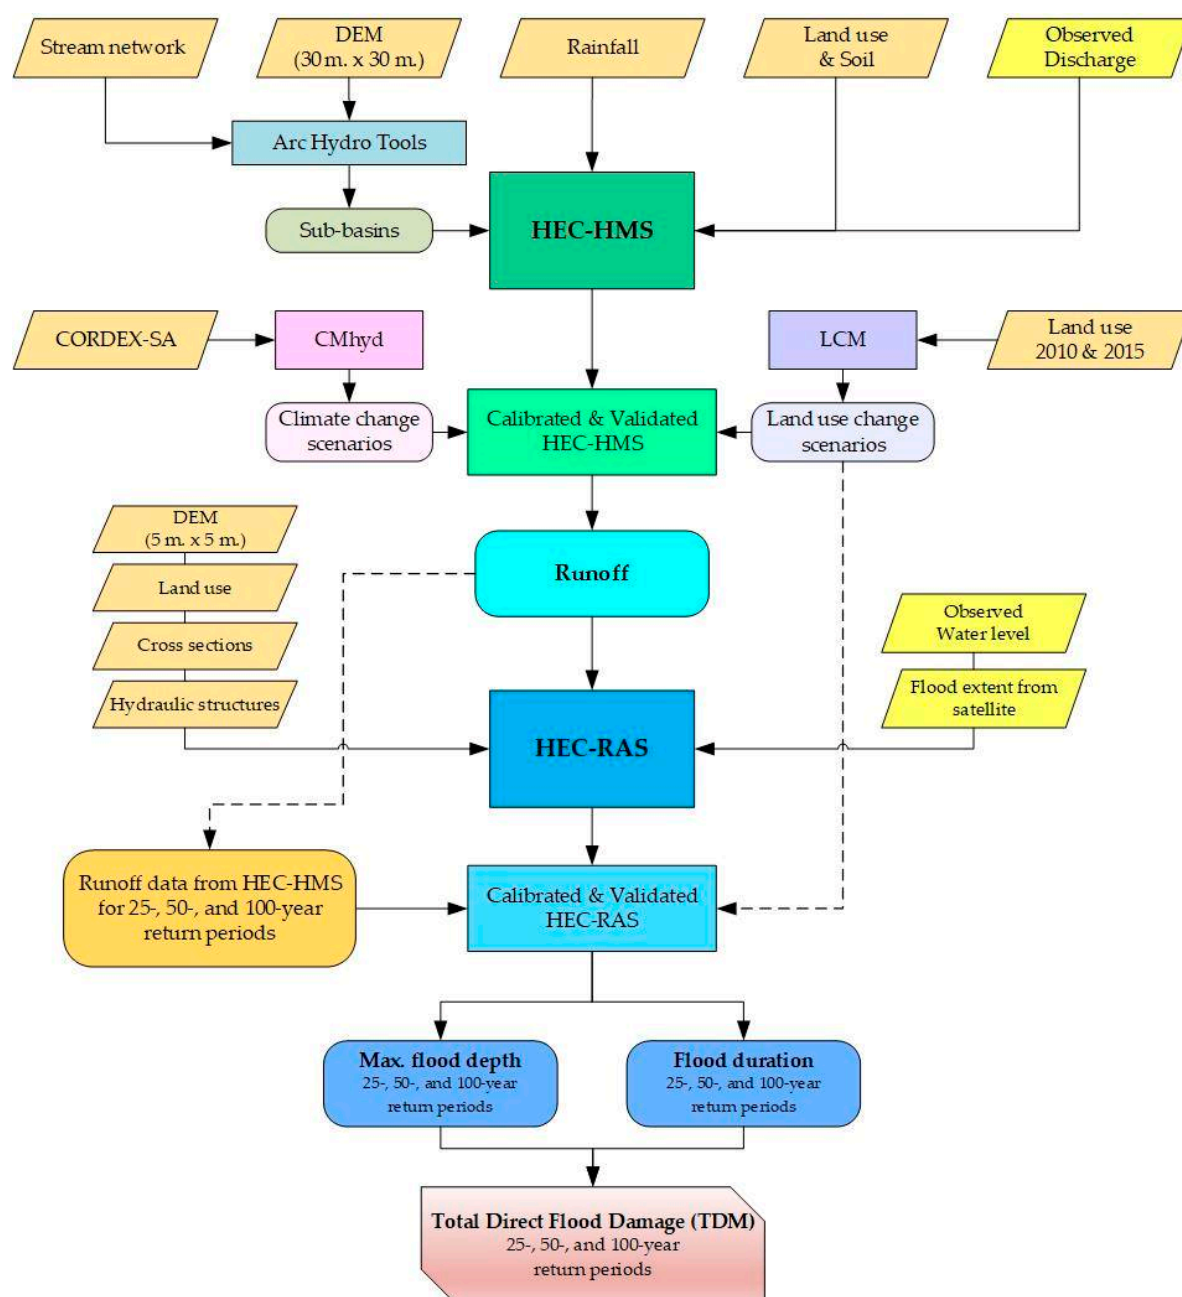 Stream network
DEM
(30 m. x 30 m.)
Rainfall
Land use
& Soil
Observed
Discharge
Arc Hydro Tools
Sub-basins
HEC-HMS
CORDEX-SA
CMhyd
LCM
Land use
2010 & 2015
Climate change
scenarios
Calibrated & Validated
HEC-HMS
Land use change
scenarios
DEM
(5 m. x 5 m.)
Land use
Cross sections
Hydraulic structures
Runoff
Observed
Water level
Flood extent from
satellite
HEC-RAS
Runoff data from HEC-HMS
for 25-, 50-, and 100-year
return periods
Calibrated & Validated
HEC-RAS
Max. flood depth
25-, 50-, and 100-year
return periods
Flood duration
25-, 50-, and 100-year
return periods
Total Direct Flood Damage (TDM)
25-, 50-, and 100-year
return periods